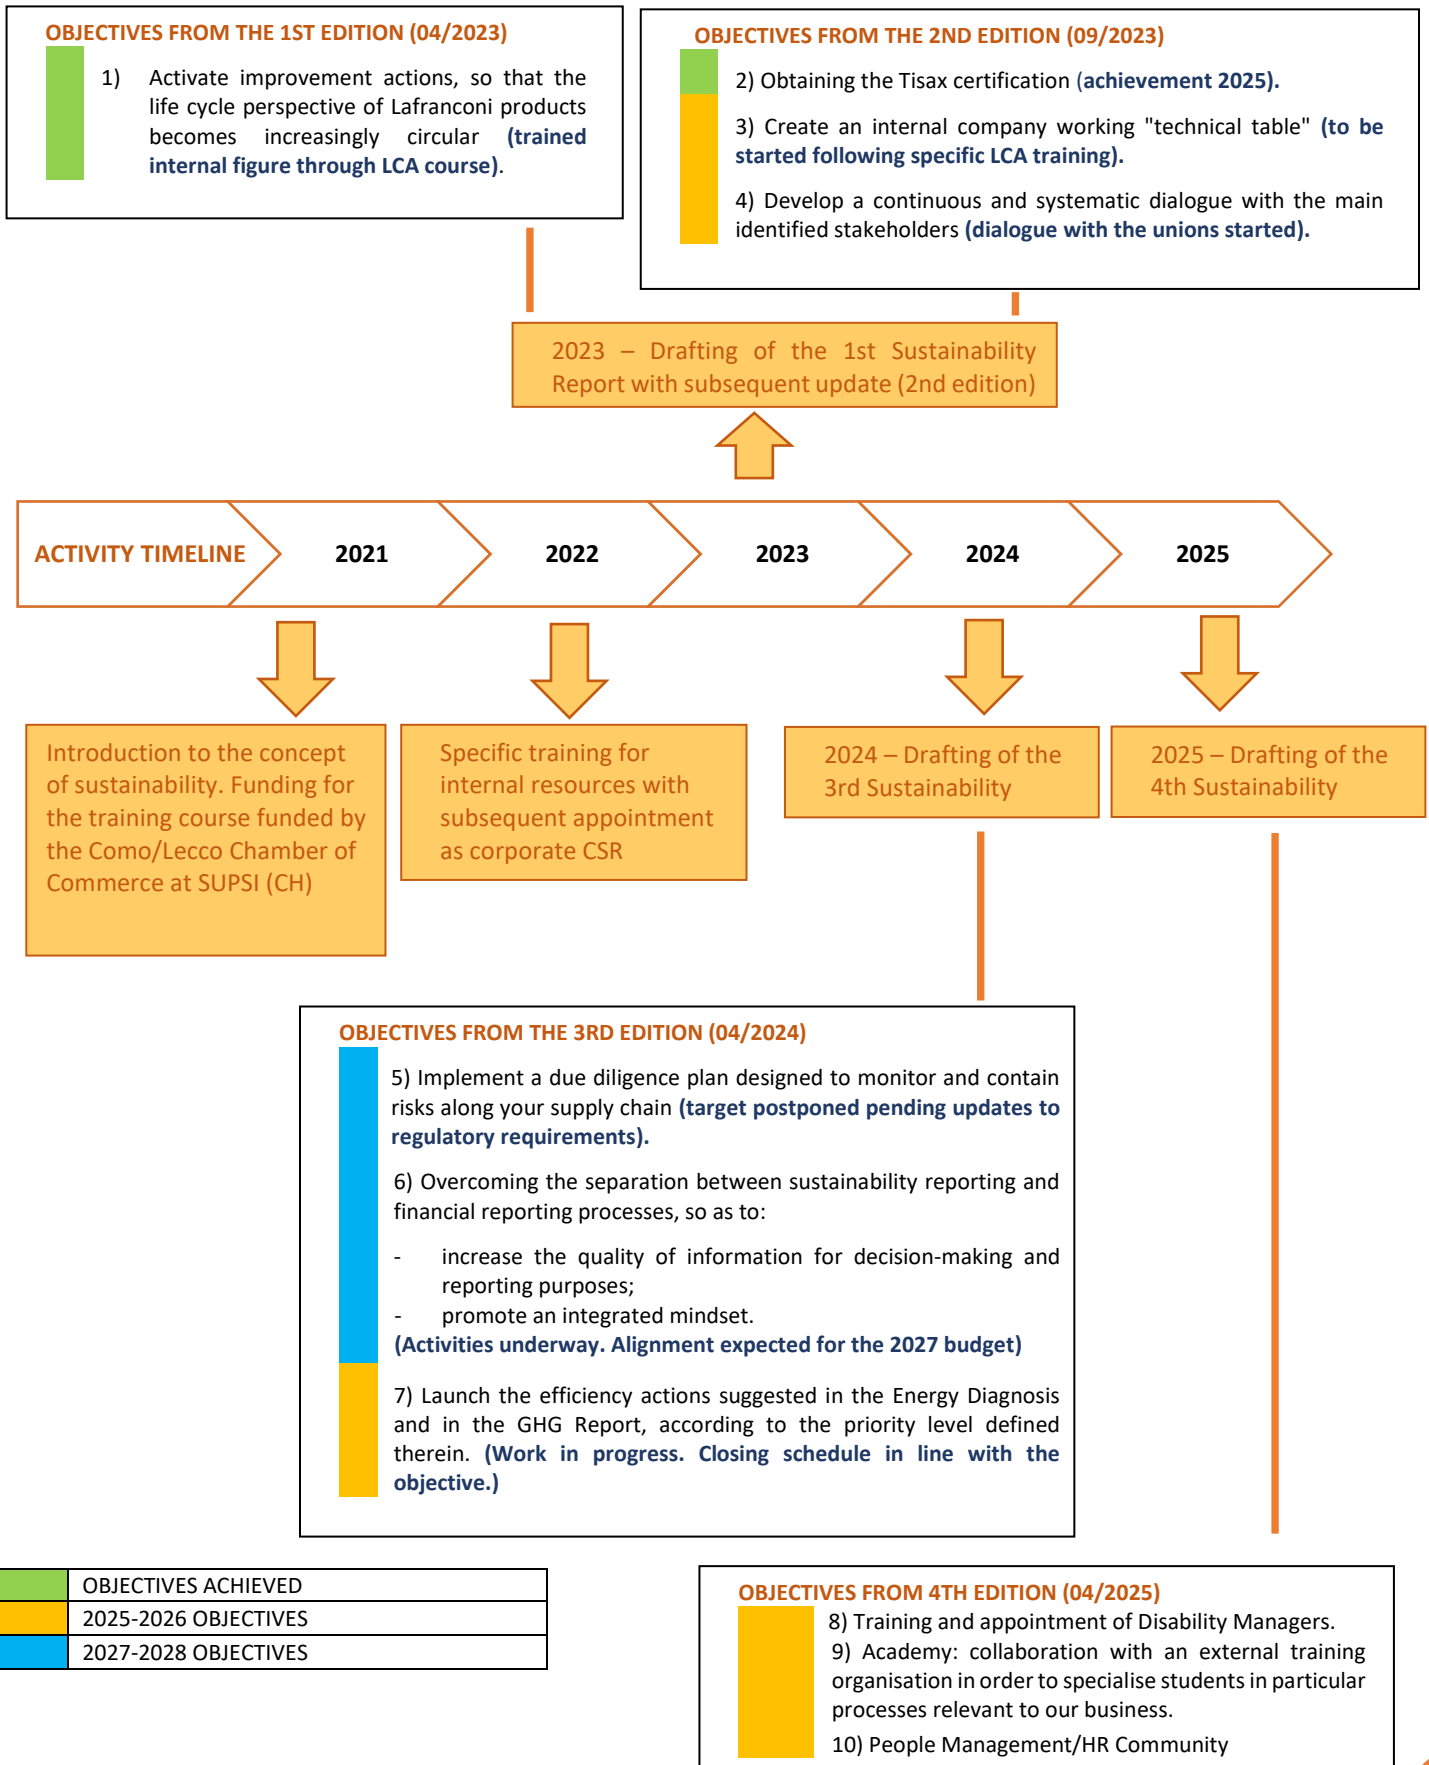 OBJECTIVES FROM THE 1ST EDITION (04/2023)
1) Activate improvement actions, so that the
life cycle perspective of Lafranconi products
becomes increasingly circular (trained
internal figure through LCA course).
OBJECTIVES FROM THE 2ND EDITION (09/2023)
2) Obtaining the Tisax certification (achievement 2025).
3) Create an internal company working "technical table" (to be
started following specific LCA training).
4) Develop a continuous and systematic dialogue with the main
identified stakeholders (dialogue with the unions started).
2023 – Drafting of the 1st Sustainability
Report with subsequent update (2nd edition)
ACTIVITY TIMELINE
2021
2022
2023
2024
2025
Introduction to the concept
of sustainability. Funding for
the training course funded by
the Como/Lecco Chamber of
Commerce at SUPSI (CH)
Specific training for
internal resources with
subsequent appointment
as corporate CSR
2024 – Drafting of the
3rd Sustainability
2025 – Drafting of the
4th Sustainability
OBJECTIVES FROM THE 3RD EDITION (04/2024)
5) Implement a due diligence plan designed to monitor and contain
risks along your supply chain (target postponed pending updates to
regulatory requirements).
6) Overcoming the separation between sustainability reporting and
financial reporting processes, so as to:
- increase the quality of information for decision-making and
reporting purposes;
- promote an integrated mindset.
(Activities underway. Alignment expected for the 2027 budget)
7) Launch the efficiency actions suggested in the Energy Diagnosis
and in the GHG Report, according to the priority level defined
therein. (Work in progress. Closing schedule in line with the
objective.)
OBJECTIVES ACHIEVED
2025-2026 OBJECTIVES
2027-2028 OBJECTIVES
OBJECTIVES FROM 4TH EDITION (04/2025)
8) Training and appointment of Disability Managers.
9) Academy: collaboration with an external training
organisation in order to specialise students in particular
processes relevant to our business.
10) People Management/HR Community